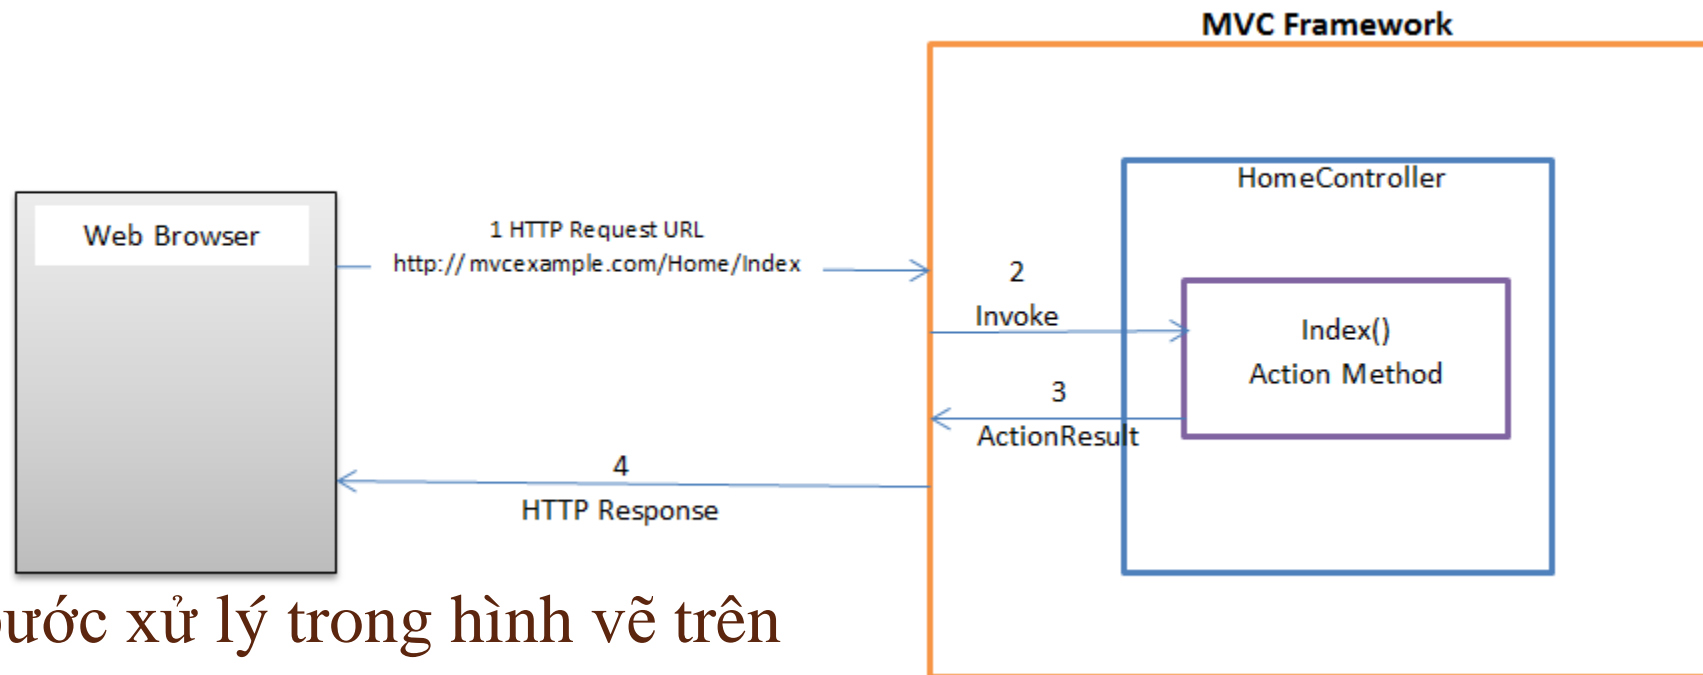 MVC Framework
HomeController
Web Browser
1 HTTP Request URL
http://mvcexample.com/Home/Index
2
Invoke
Index()
Action Method
3
ActionResult
4
HTTP Response
xử lý trong hình vẽ trên